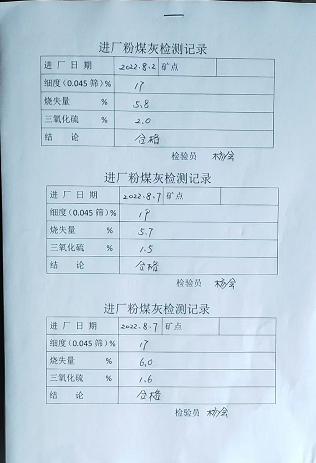 进厂粉煤灰检测记录
进 厂 日 期 2022.8.2 矿点
细度(0.045 筛)% 17
烧失量 % 5.8
三氧化硫 % 2.0
结 论 合格
检验员 杨会
进厂粉煤灰检测记录
进 厂 日 期 2022.8.7 矿点
细度(0.045 筛)% 19
烧失量 % 5.7
三氧化硫 % 1.5
结 论 合格
检验员 杨会
进厂粉煤灰检测记录
进 厂 日 期 2022.8.7 矿点
细度(0.045 筛)% 17
烧失量 % 6.0
三氧化硫 % 1.6
结 论 合格
检验员 杨会